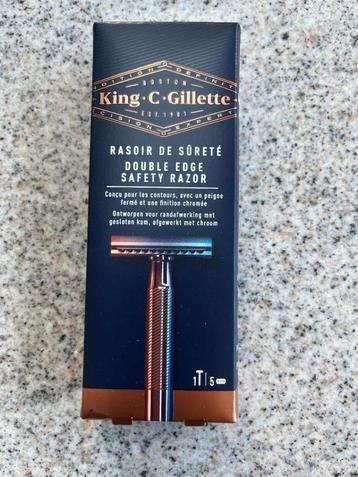 BOSTON
King·C·Gillette
EST. 1901
RASOIR DE SÛRETÉ
DOUBLE EDGE
SAFETY RAZOR
Conçu pour les contours, avec un peigne
fermé et une finition chromée
Ontworpen voor randafwerking met
gesloten kam, afgewerkt met chroom
1 | 5